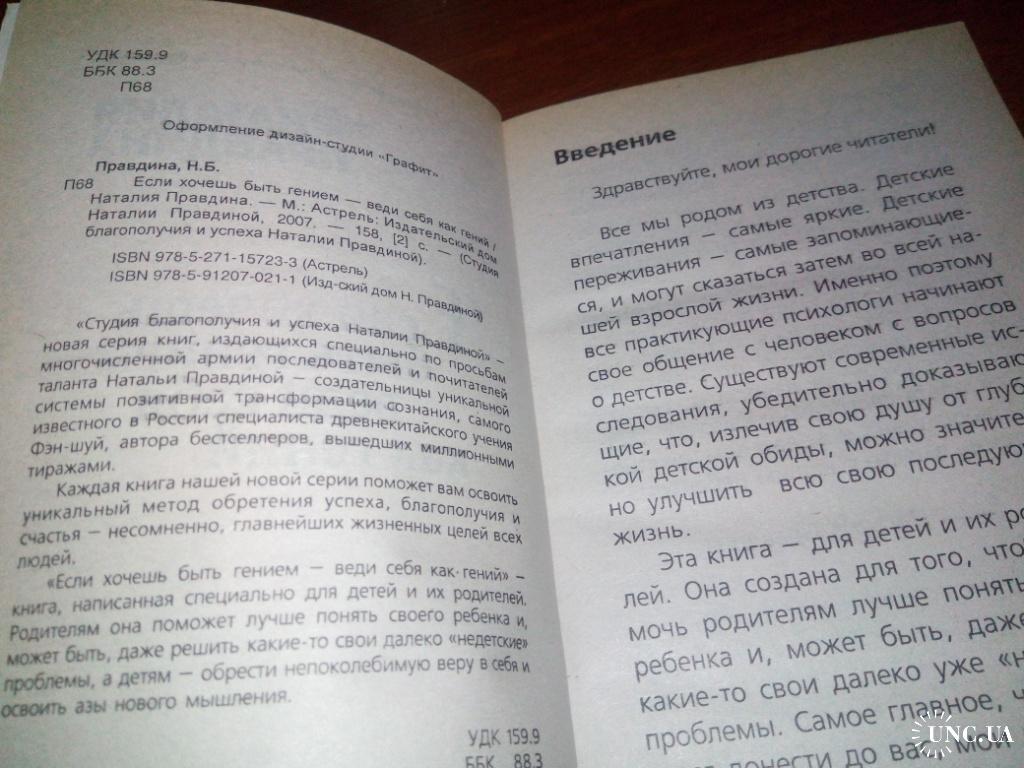 УДК 159.9
ББК 88.3
П68
Оформление дизайн-студии «Графит»
Правдина, Н.Б.
П68 Если хочешь быть гением — веди себя как гений /
Наталия Правдина. — М.: Астрель: Издательский дом
Наталии Правдиной, 2007. — 158, [2] с. — (Студия
благополучия и успеха Наталии Правдиной).
ISBN 978-5-271-15723-3 (Астрель)
ISBN 978-5-91207-021-1 (Изд-ский дом Н. Правдиной)
«Студия благополучия и успеха Наталии Правдиной» –
новая серия книг, издающихся специально по просьбам
многочисленной армии последователей и почитателей
таланта Натальи Правдиной – создательницы уникальной
системы позитивной трансформации сознания, самого
известного в России специалиста древнекитайского учения
Фэн-шуй, автора бестселлеров, вышедших миллионными
тиражами.
Каждая книга нашей новой серии поможет вам освоить
уникальный метод обретения успеха, благополучия и
счастья – несомненно, главнейших жизненных целей всех
людей.
«Если хочешь быть гением – веди себя как гений» –
книга, написанная специально для детей и их родителей.
Родителям она поможет лучше понять своего ребенка и,
может быть, даже решить какие-то свои далеко «недетские»
проблемы, а детям – обрести непоколебимую веру в себя и
освоить азы нового мышления.
УДК 159.9
ББК 88.3
Введение
Здравствуйте, мои дорогие читатели!
Все мы родом из детства. Детские
впечатления – самые яркие. Детские
переживания – самые запоминающие-
ся, и могут сказаться затем во всей на-
шей взрослой жизни. Именно поэтому
все практикующие психологи начинают
свое общение с человеком с вопросов
о детстве. Существуют современные ис-
следования, убедительно доказываю
щие, что, излечив свою душу от глуб
кой детской обиды, можно значите
но улучшить всю свою последую
жизнь.
Эта книга – для детей и их ро
лей. Она создана для того, что
мочь родителям лучше понять
ребенка и, может быть, даже
какие-то свои далеко уже «н
проблемы. Самое главное, ч
донести до вас, мои
UNC.UA